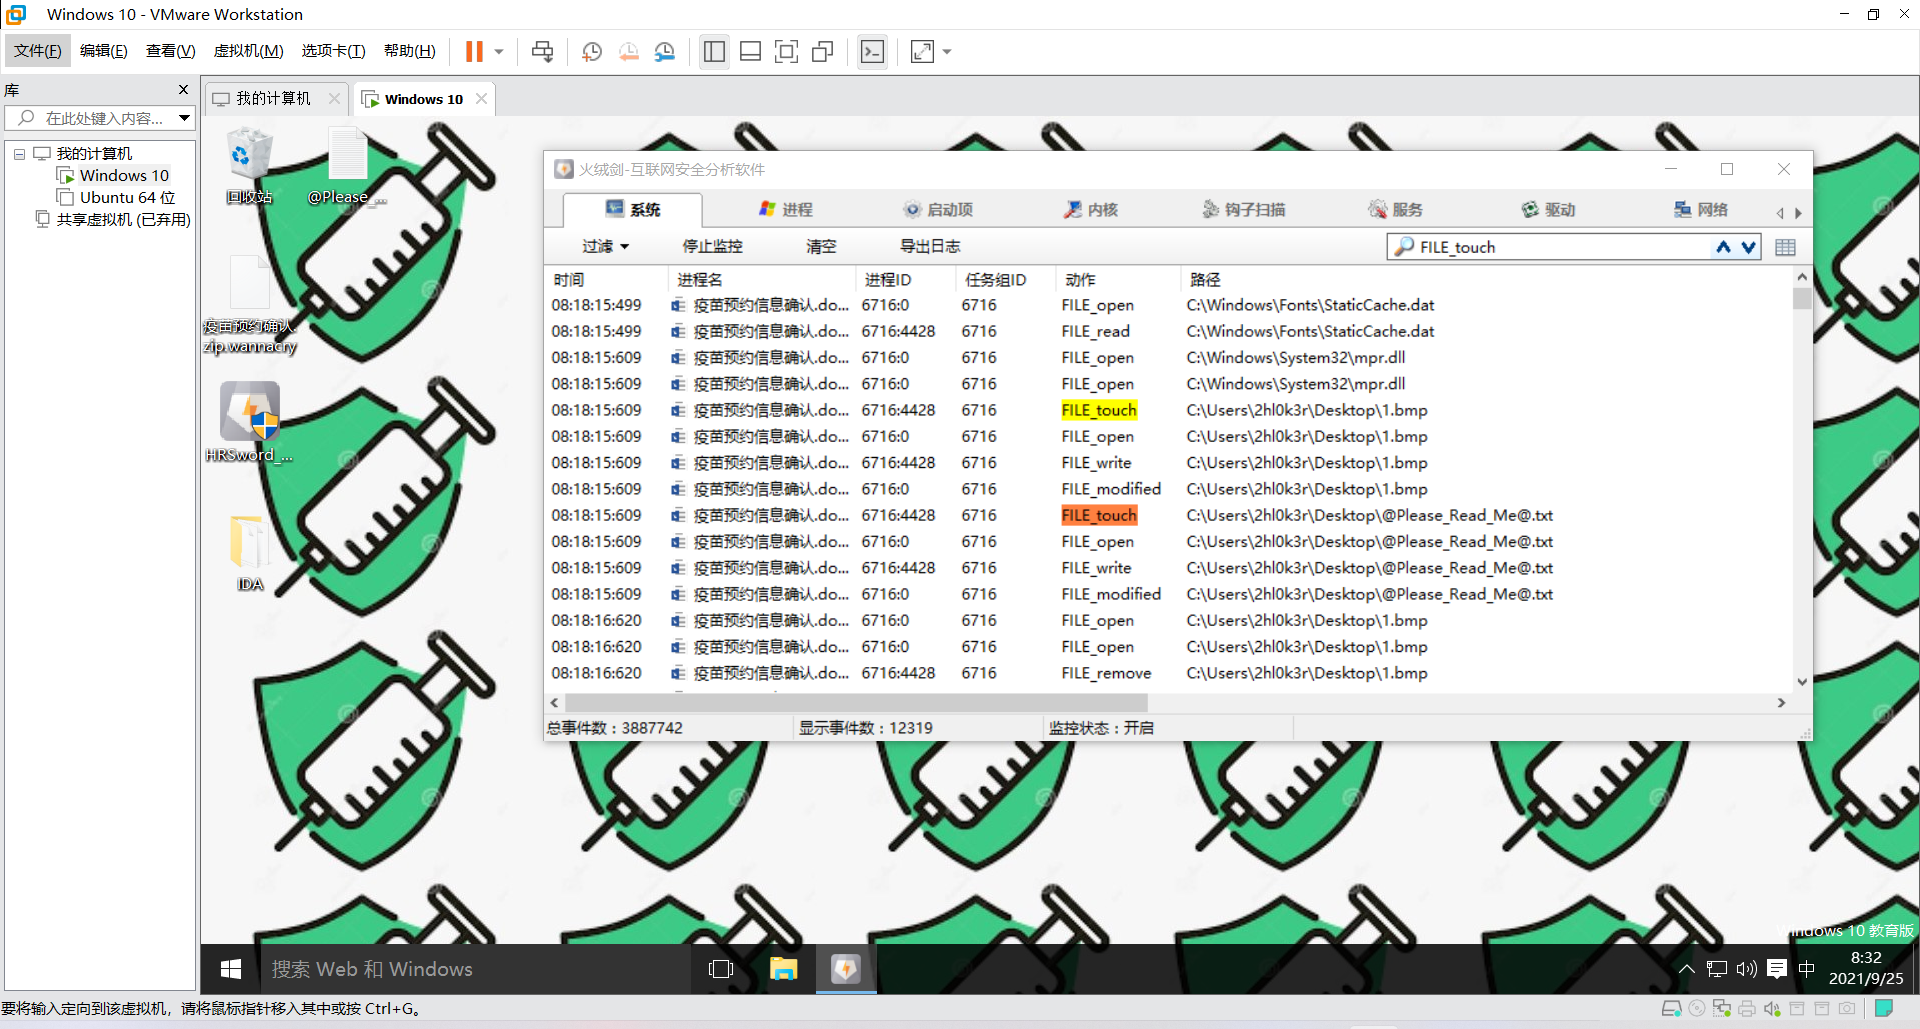 Windows 10 - VMware Workstation
文件(F) 编辑(E) 查看(V) 虚拟机(M) 选项卡(T) 帮助(H)
库
在此处键入内容...
我的计算机
Windows 10
Ubuntu 64 位
共享虚拟机 (已弃用)
我的计算机
Windows 10
回收站
@Please_...
疫苗预约确认.
zip.wannacry
HRSword_...
IDA
火绒剑-互联网安全分析软件
系统 进程 启动项 内核 钩子扫描 服务 驱动 网络
过滤 停止监控 清空 导出日志 FILE_touch
时间 进程名 进程ID 任务组ID 动作 路径
08:18:15:499 疫苗预约信息确认.do... 6716:0 6716 FILE_open C:\Windows\Fonts\StaticCache.dat
08:18:15:499 疫苗预约信息确认.do... 6716:4428 6716 FILE_read C:\Windows\Fonts\StaticCache.dat
08:18:15:609 疫苗预约信息确认.do... 6716:0 6716 FILE_open C:\Windows\System32\mpr.dll
08:18:15:609 疫苗预约信息确认.do... 6716:0 6716 FILE_open C:\Windows\System32\mpr.dll
08:18:15:609 疫苗预约信息确认.do... 6716:4428 6716 FILE_touch C:\Users\2hl0k3r\Desktop\1.bmp
08:18:15:609 疫苗预约信息确认.do... 6716:0 6716 FILE_open C:\Users\2hl0k3r\Desktop\1.bmp
08:18:15:609 疫苗预约信息确认.do... 6716:4428 6716 FILE_write C:\Users\2hl0k3r\Desktop\1.bmp
08:18:15:609 疫苗预约信息确认.do... 6716:0 6716 FILE_modified C:\Users\2hl0k3r\Desktop\1.bmp
08:18:15:609 疫苗预约信息确认.do... 6716:4428 6716 FILE_touch C:\Users\2hl0k3r\Desktop\@Please_Read_Me@.txt
08:18:15:609 疫苗预约信息确认.do... 6716:0 6716 FILE_open C:\Users\2hl0k3r\Desktop\@Please_Read_Me@.txt
08:18:15:609 疫苗预约信息确认.do... 6716:4428 6716 FILE_write C:\Users\2hl0k3r\Desktop\@Please_Read_Me@.txt
08:18:15:609 疫苗预约信息确认.do... 6716:0 6716 FILE_modified C:\Users\2hl0k3r\Desktop\@Please_Read_Me@.txt
08:18:16:620 疫苗预约信息确认.do... 6716:0 6716 FILE_open C:\Users\2hl0k3r\Desktop\1.bmp
08:18:16:620 疫苗预约信息确认.do... 6716:0 6716 FILE_open C:\Users\2hl0k3r\Desktop\1.bmp
08:18:16:620 疫苗预约信息确认.do... 6716:4428 6716 FILE_remove C:\Users\2hl0k3r\Desktop\1.bmp
总事件数：3887742 显示事件数：12319 监控状态：开启
Windows 10 教育版
搜索 Web 和 Windows
中
8:32
2021/9/25
要将输入定向到该虚拟机，请将鼠标指针移入其中或按 Ctrl+G。